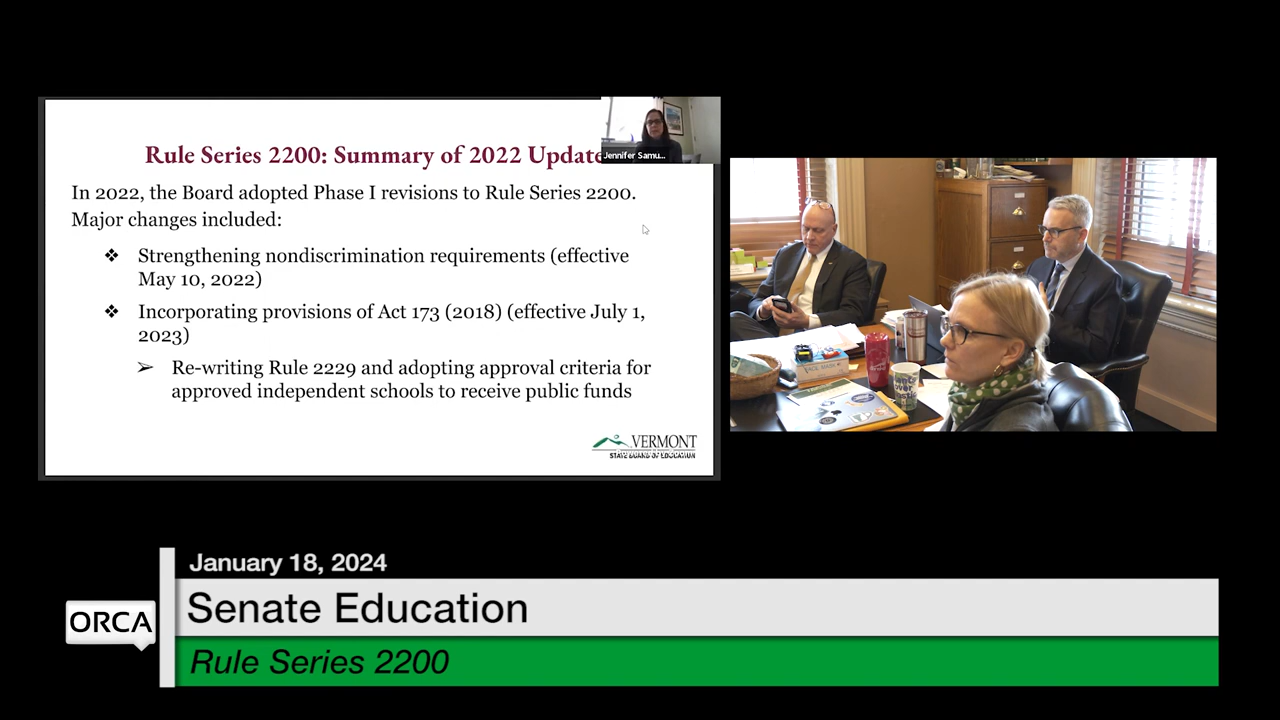 Rule Series 2200: Summary of 2022 Update
Jennifer Samu...
In 2022, the Board adopted Phase I revisions to Rule Series 2200.
Major changes included:
❖ Strengthening nondiscrimination requirements (effective
May 10, 2022)
❖ Incorporating provisions of Act 173 (2018) (effective July 1,
2023)
➢ Re-writing Rule 2229 and adopting approval criteria for
approved independent schools to receive public funds
VERMONT
STATE BOARD OF EDUCATION
January 18, 2024
ORCA
Senate Education
Rule Series 2200